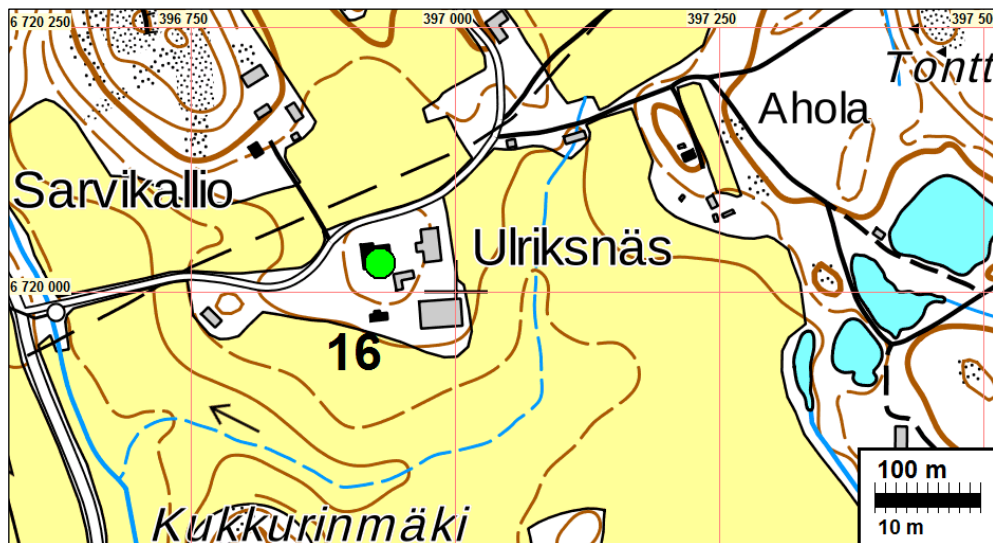 6 720 250
396 750
397 000
397 250
397 50
Tontt
Ahola
Sarvikallio
Ulriksnäs
6 720 000
16
100 m
10 m
Kukkurinmäki